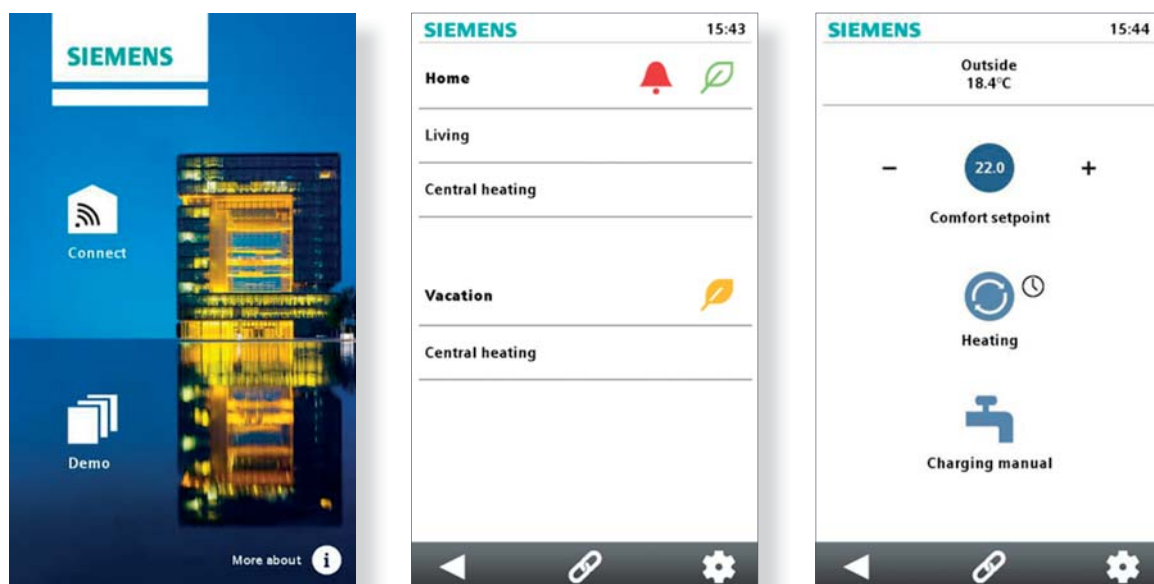 SIEMENS
Connect
Demo
More about i
SIEMENS 15:43
Home
Living
Central heating
Vacation
Central heating
SIEMENS 15:44
Outside
18.4°C
− 22.0 +
Comfort setpoint
Heating
Charging manual